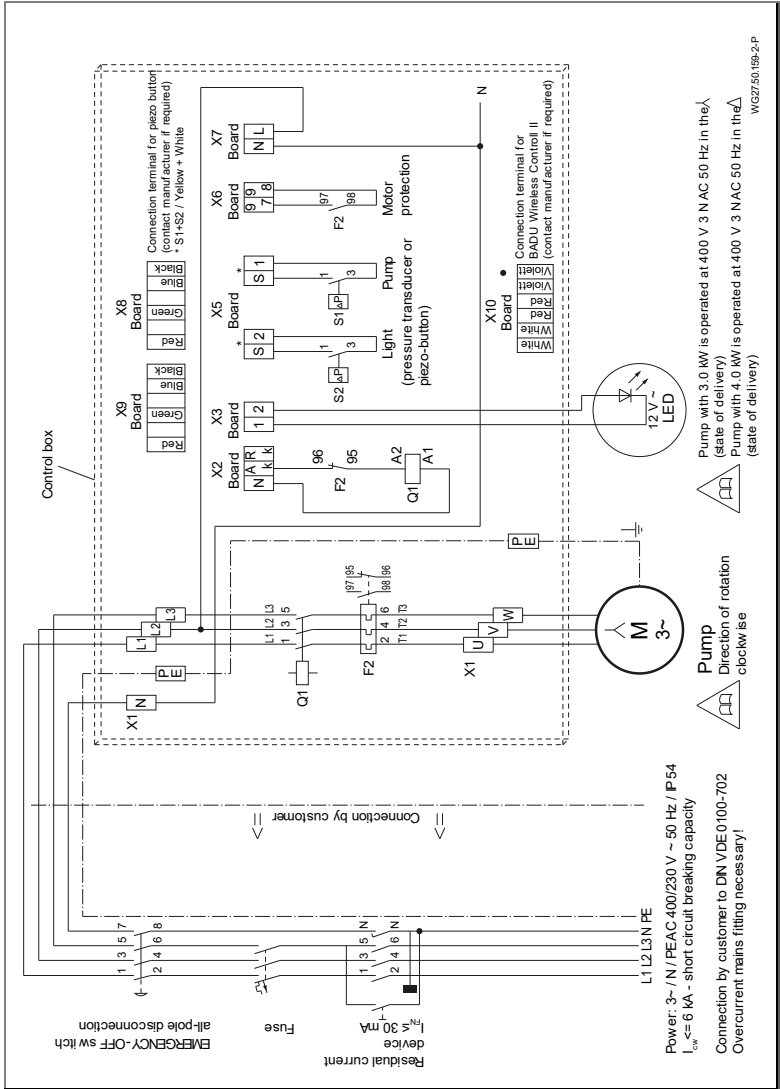 Control box
X9
Board
Red
Green
Blue
Black
X8
Board
Red
Green
Blue
Black
Connection terminal for piezo button
(contact manufacturer if required)
* S1+S2 / Yellow + White
X2
Board
N A R
k k
96
F2
95
A2
Q1
A1
X3
Board
1 2
X5
Board
*
S 2
1
S2 ΔP
3
Light
*
S 1
1
S1 ΔP
3
Pump
(pressure transducer or
piezo-button)
X6
Board
9 9
7 8
97
F2
98
Motor
protection
X7
Board
N L
N
X10
Board
White
White
Red
Red
Violett
Violett
Connection terminal for
BADU Wireless Controll II
(contact manufacturer if required)
X1
N
PE
L1
L2
L3
L1 L2 L3
1 3 5
Q1
97 95
98 96
F2
2 4 6
T1 T2 T3
X1
U
V
W
PE
M
3~
12 V ~
LED
Connection by customer
EMERGENCY-OFF switch
all-pole disconnection
1 3 5 7
2 4 6 8
Fuse
Residual current
device
I FN ≤ 30 mA
1 3 5 N
2 4 6 N
L1 L2 L3 N PE
Power: 3~ / N / PE AC 400/230 V ~ 50 Hz / IP 54
I cw <= 6 kA - short circuit breaking capacity
Connection by customer to DIN VDE 0100-702
Overcurrent mains fitting necessary!
Pump
Direction of rotation
clockwise
Pump with 3.0 kW is operated at 400 V 3 N AC 50 Hz in the
(state of delivery)
Pump with 4.0 kW is operated at 400 V 3 N AC 50 Hz in the
(state of delivery)
WG27.50.159-2-P